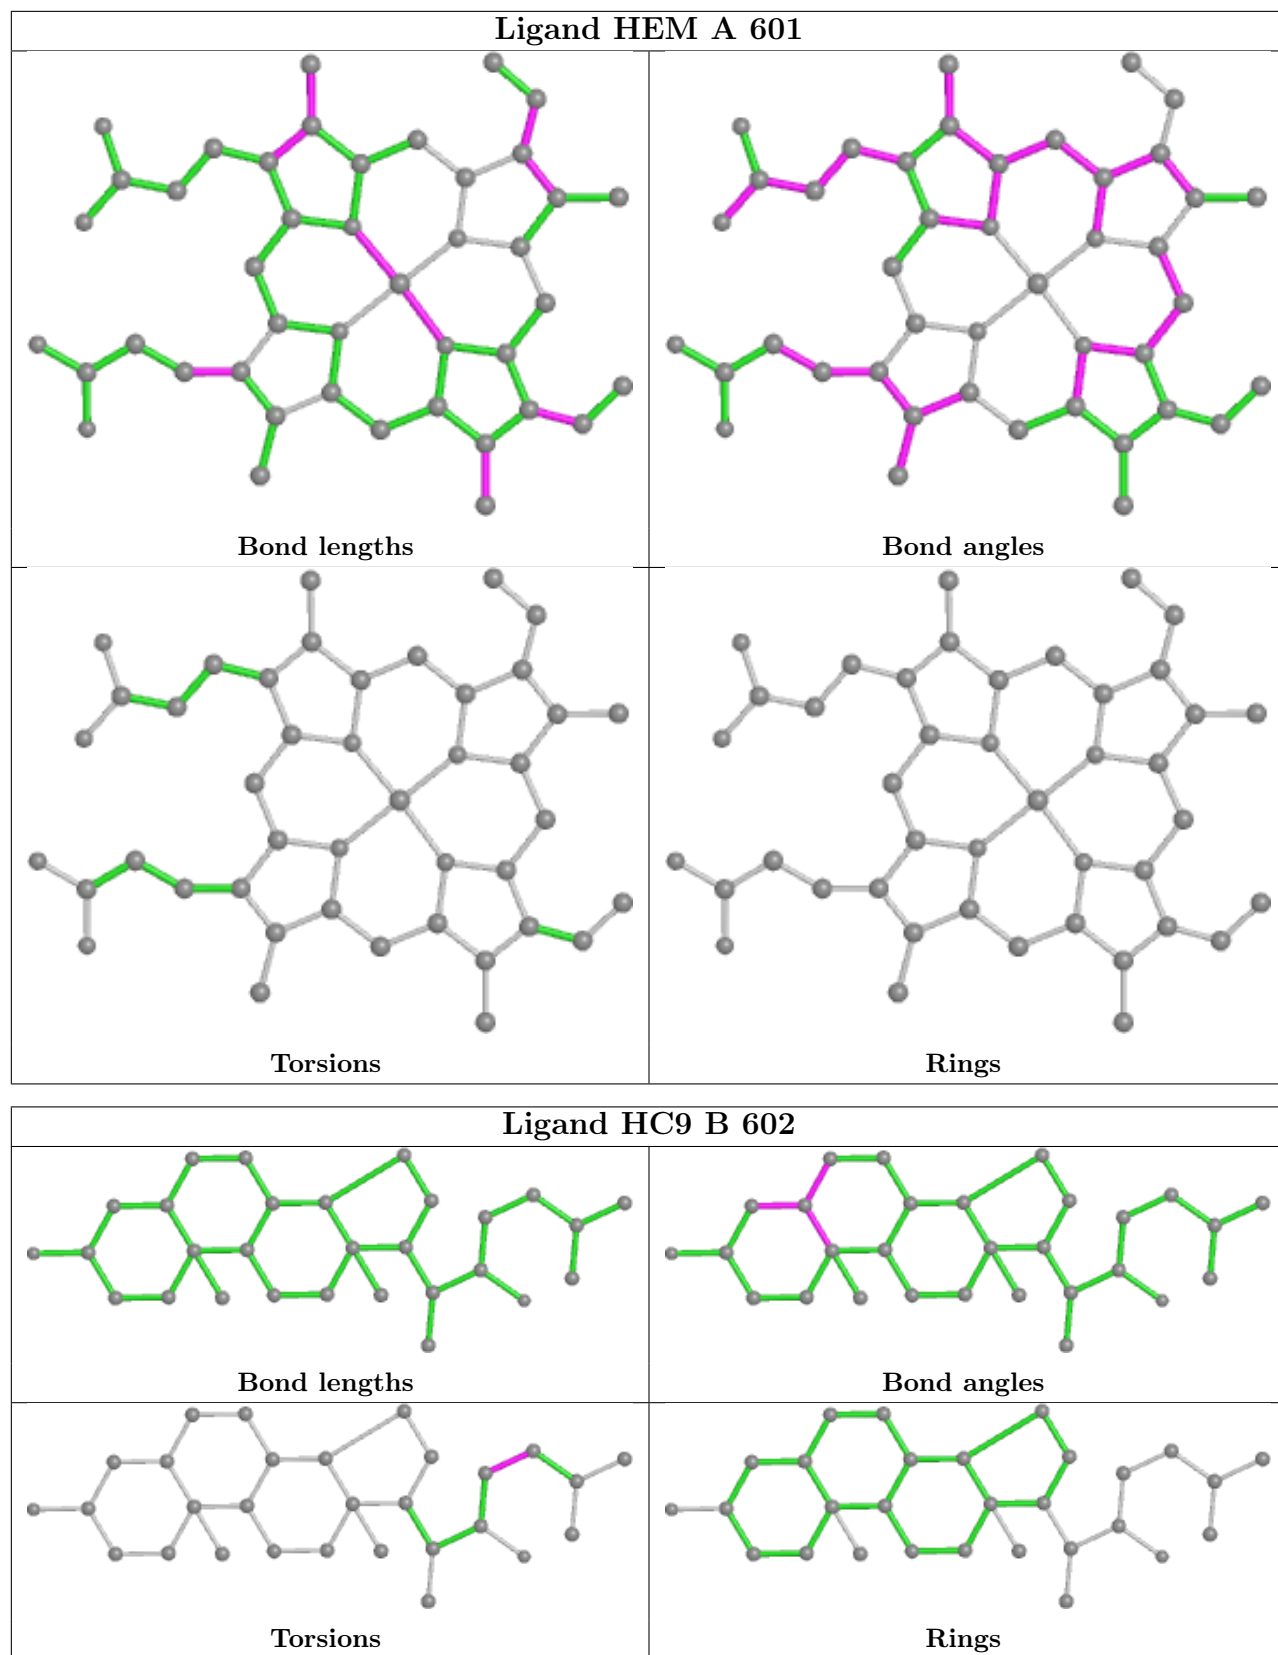 Ligand HEM A 601
Bond lengths
Bond angles
Torsions
Rings
Ligand HC9 B 602
Bond lengths
Bond angles
Torsions
Rings